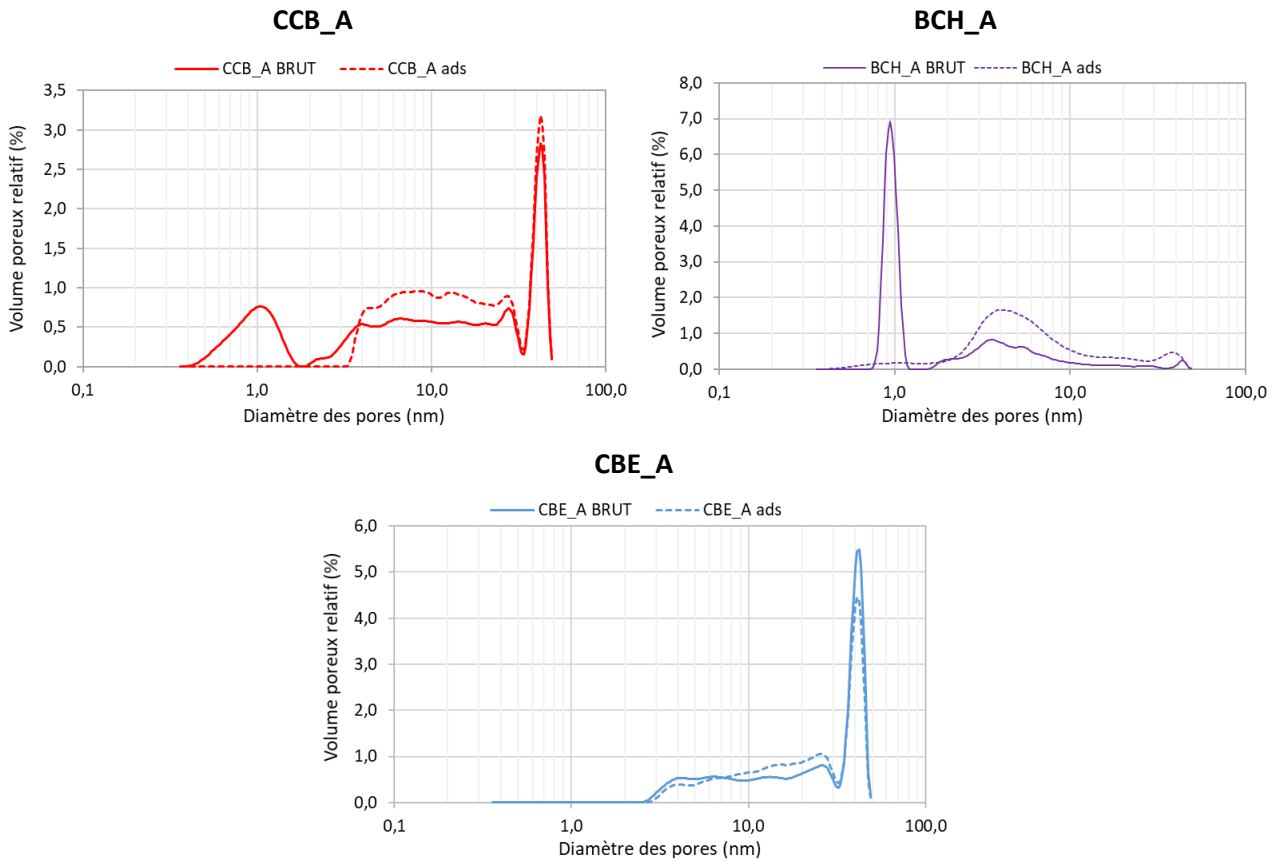 CCB_A
CCB_A BRUT CCB_A ads
Volume poreux relatif (%)
3,5
3,0
2,5
2,0
1,5
1,0
0,5
0,0
0,1 1,0 10,0 100,0
Diamètre des pores (nm)
BCH_A
BCH_A BRUT BCH_A ads
Volume poreux relatif (%)
8,0
7,0
6,0
5,0
4,0
3,0
2,0
1,0
0,0
0,1 1,0 10,0 100,0
Diamètre des pores (nm)
CBE_A
CBE_A BRUT CBE_A ads
Volume poreux relatif (%)
6,0
5,0
4,0
3,0
2,0
1,0
0,0
0,1 1,0 10,0 100,0
Diamètre des pores (nm)